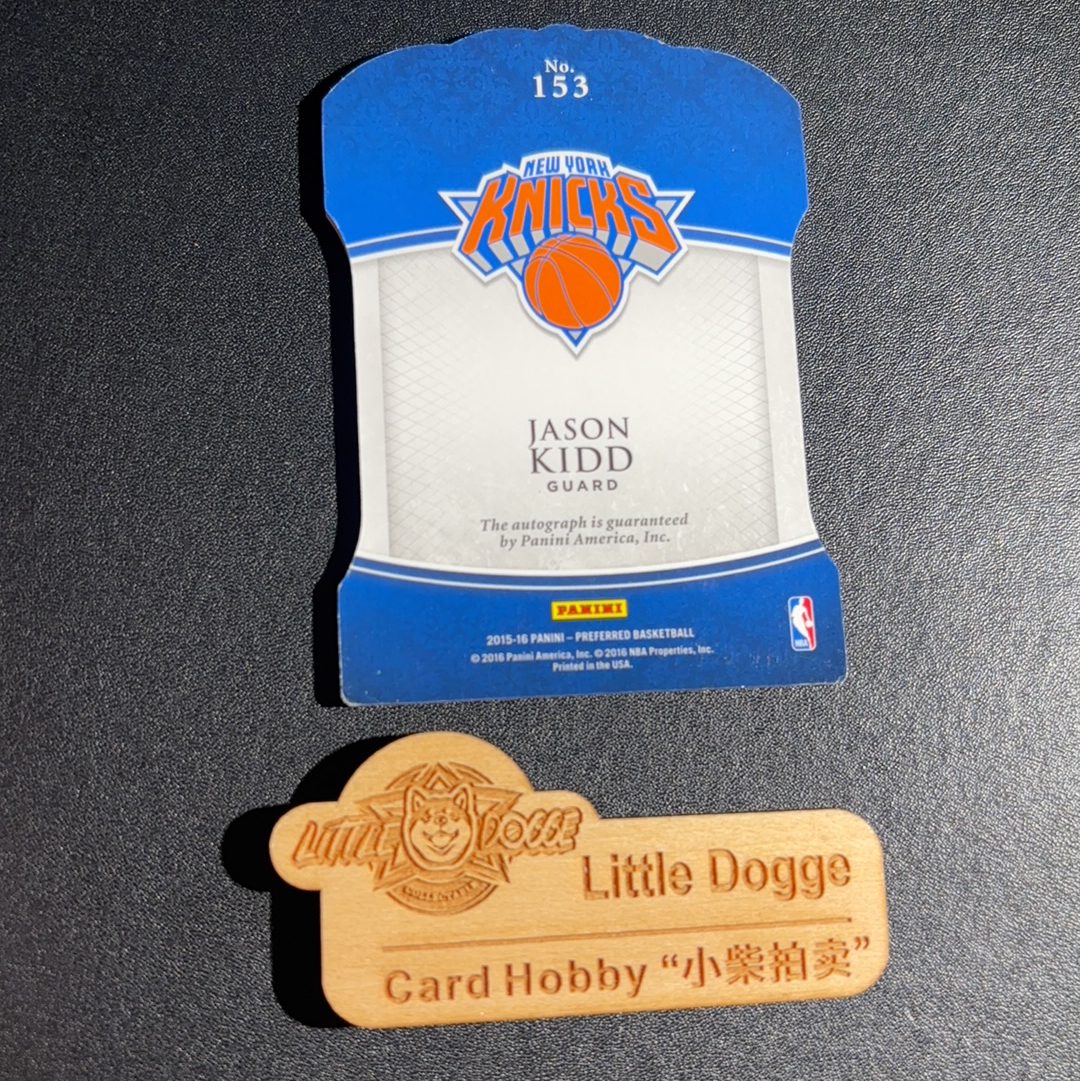 No.
153
NEW YORK
KNICKS
JASON
KIDD
GUARD
The autograph is guaranteed
by Panini America, Inc.
PANINI
2015-16 PANINI – PREFERRED BASKETBALL
© 2016 Panini America, Inc. © 2016 NBA Properties, Inc.
Printed in the USA.
NBA
LITTLE DOGGE
Little Dogge
Card Hobby “小柴拍卖”